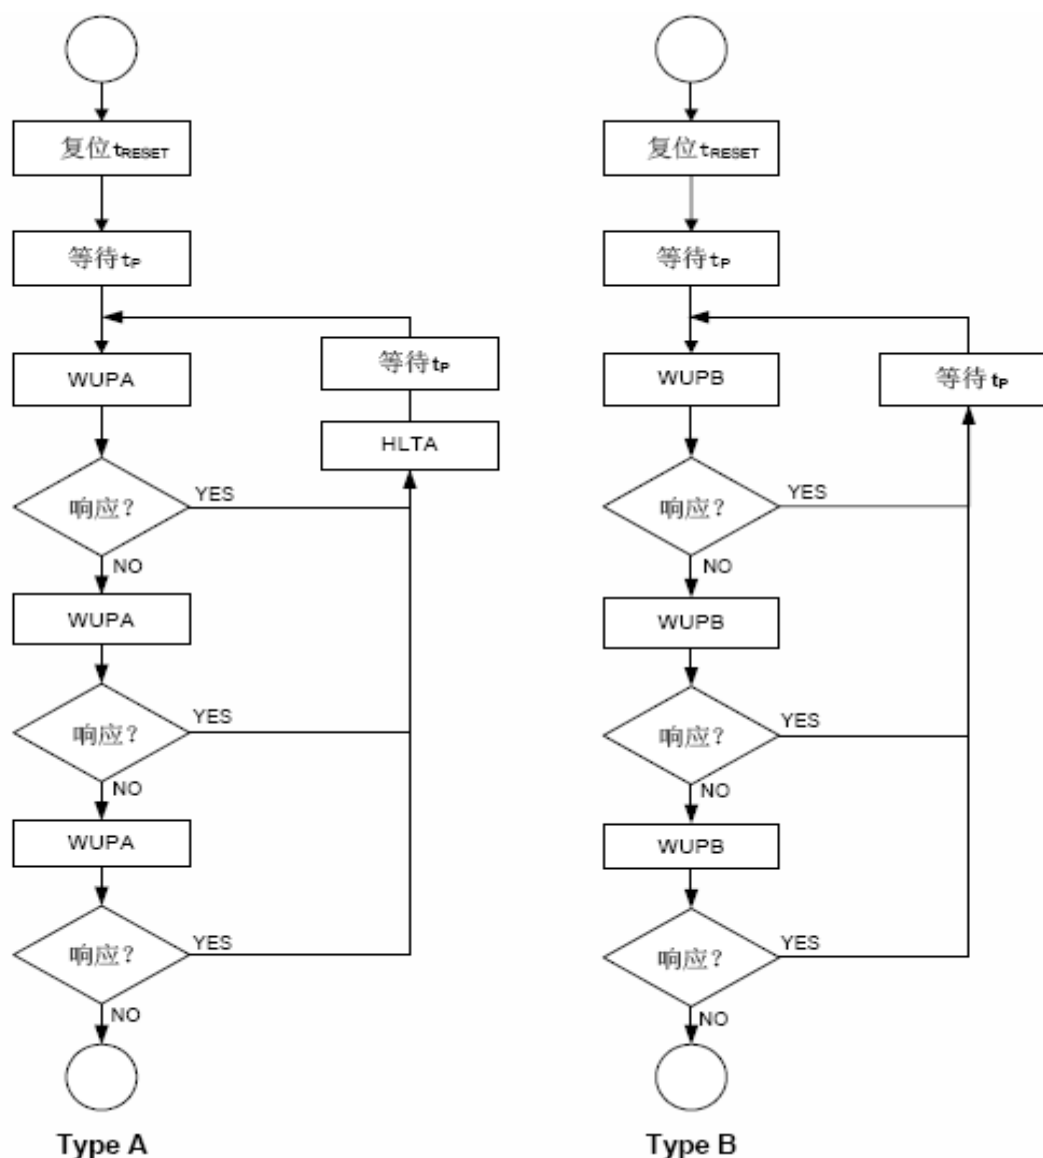 复位tRESET
等待tP
WUPA
等待tP
HLTA
响应？
YES
NO
WUPA
响应？
YES
NO
WUPA
响应？
YES
NO
Type A
复位tRESET
等待tP
WUPB
等待tP
响应？
YES
NO
WUPB
响应？
YES
NO
WUPB
响应？
YES
NO
Type B